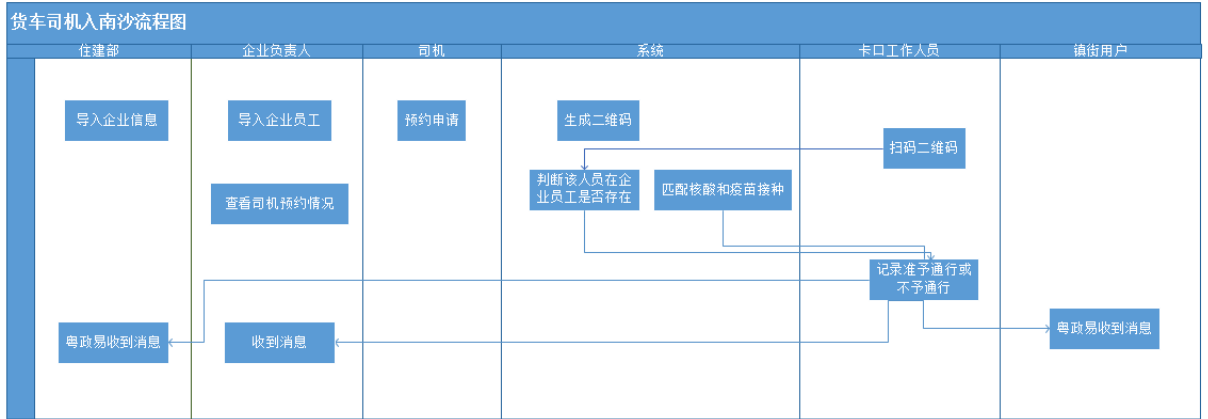 货车司机入南沙流程图
住建部
企业负责人
司机
系统
卡口工作人员
镇街用户
导入企业信息
导入企业员工
预约申请
生成二维码
扫码二维码
判断该人员在企
业员工是否存在
匹配核酸和疫苗接种
查看司机预约情况
记录准予通行或
不予通行
粤政易收到消息
收到消息
粤政易收到消息